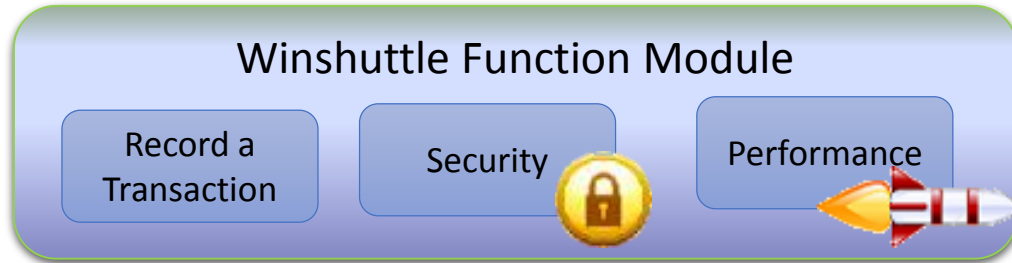 Winshuttle Function Module
Record a
Transaction
Security
Performance